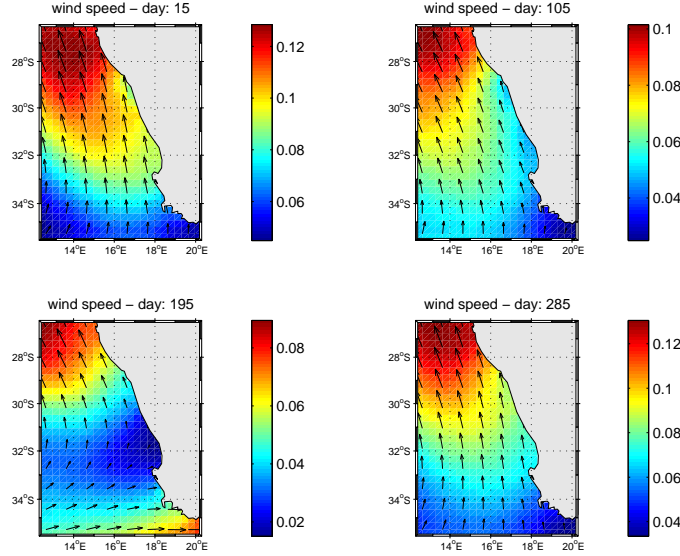 wind speed – day: 15
28°S
30°S
32°S
34°S
14°E 16°E 18°E 20°E
0.12
0.1
0.08
0.06
wind speed – day: 105
28°S
30°S
32°S
34°S
14°E 16°E 18°E 20°E
0.1
0.08
0.06
0.04
wind speed – day: 195
28°S
30°S
32°S
34°S
14°E 16°E 18°E 20°E
0.08
0.06
0.04
0.02
wind speed – day: 285
28°S
30°S
32°S
34°S
14°E 16°E 18°E 20°E
0.12
0.1
0.08
0.06
0.04